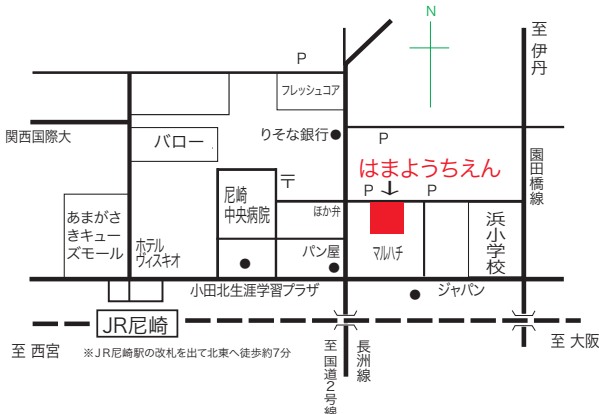 N
至 伊丹
P
フレッシュコア
関西国際大
バロー
りそな銀行
P
園田橋線
はまようちえん
〒
P
P
尼崎
中央病院
ほか弁
あまがさ
きキュー
ズモール
ホテル
ヴィスキオ
パン屋
マルハチ
浜小学校
小田北生涯学習プラザ
ジャパン
JR尼崎
至 西宮
※JR尼崎駅の改札を出て北東へ徒歩約7分
至 国道2号線
長洲線
至 大阪